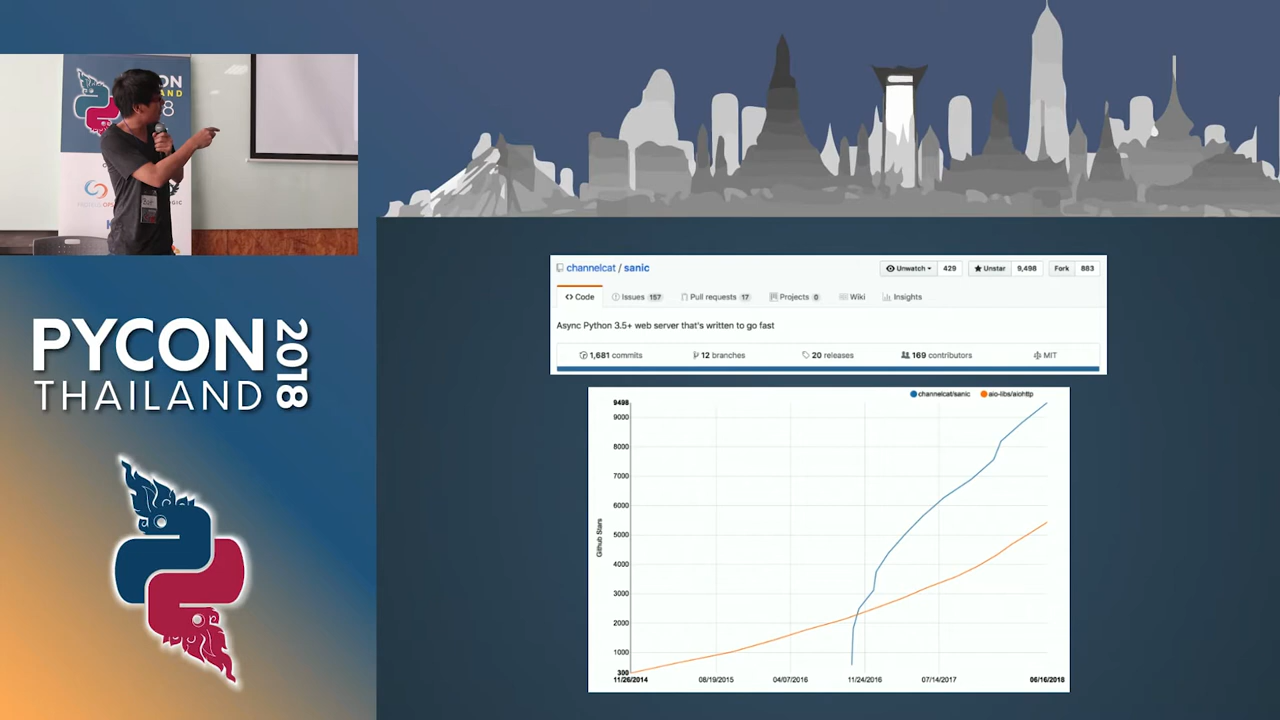 ON
AND
8
PYCON
THAILAND
2018
channelcat / sanic
Unwatch 429 Unstar 9,498 Fork 883
Code Issues 157 Pull requests 17 Projects 0 Wiki Insights
Async Python 3.5+ web server that's written to go fast
1,681 commits 12 branches 20 releases 169 contributors MIT
channelcat/sanic aio-libs/aiohttp
Github Stars
9498
9000
8000
7000
6000
5000
4000
3000
2000
1000
300
11/26/2014 08/19/2015 04/07/2016 11/24/2016 07/14/2017 06/16/2018